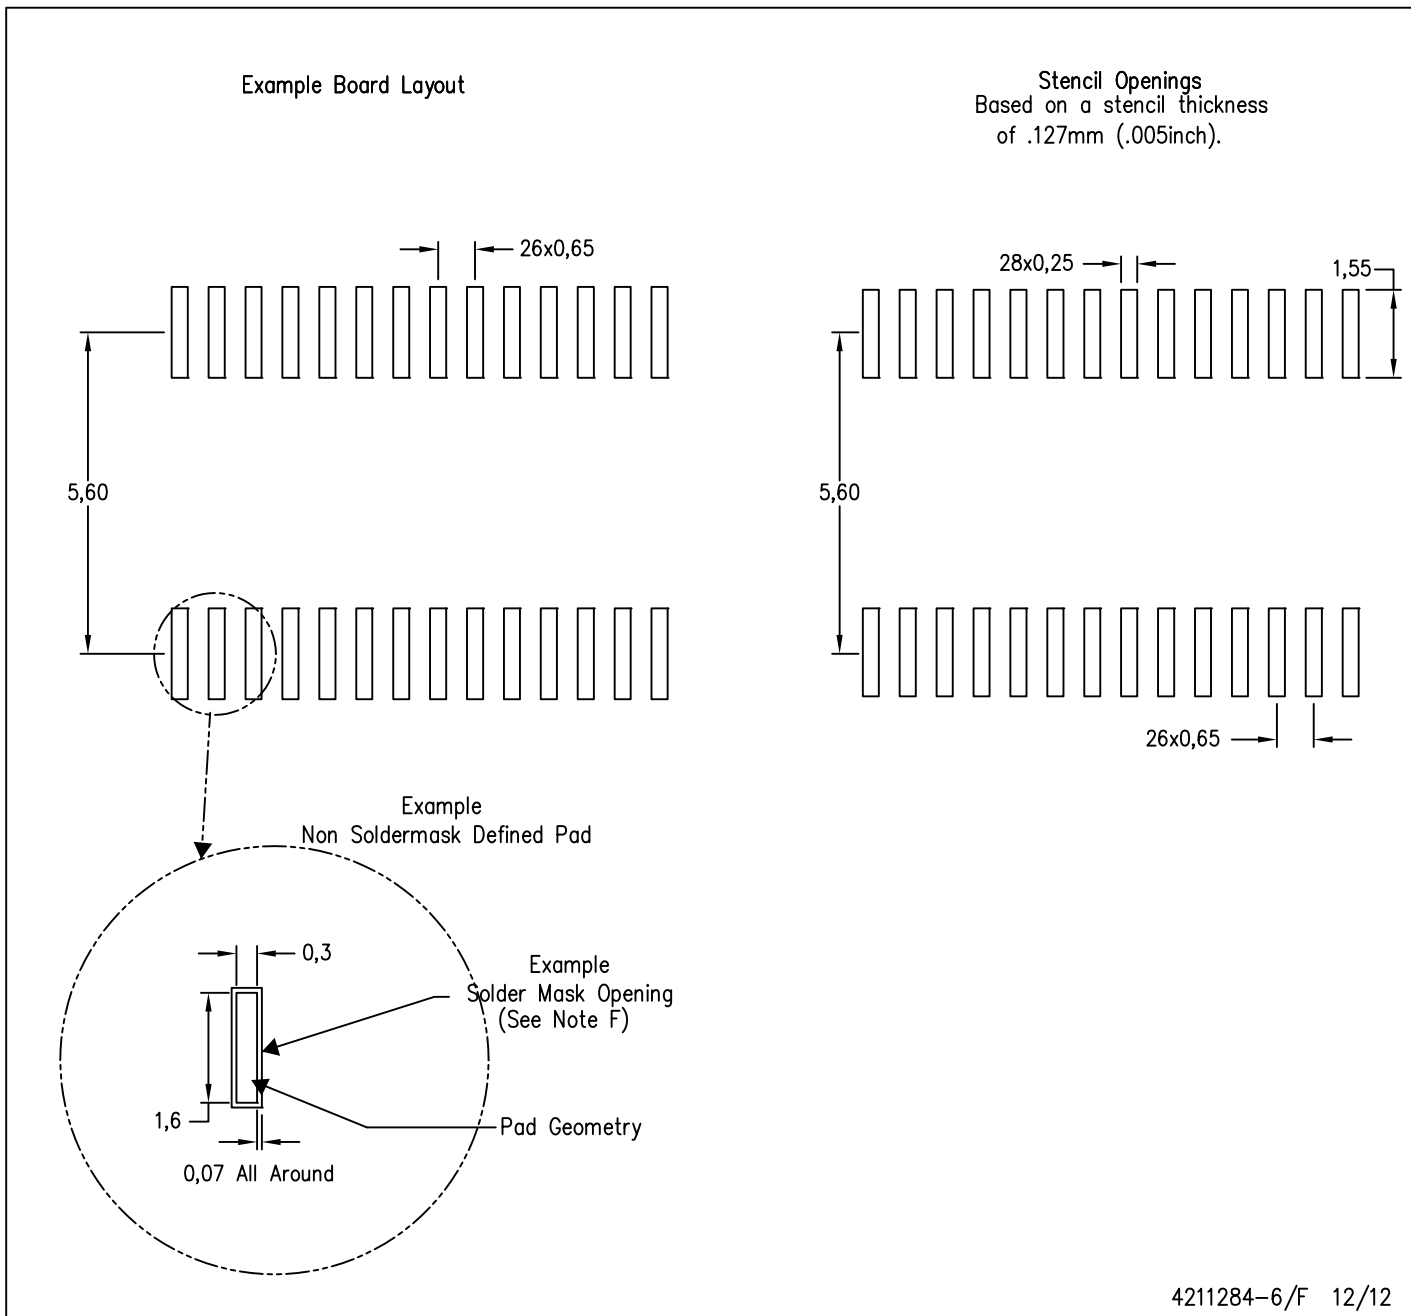 Example Board Layout
Stencil Openings
Based on a stencil thickness
of .127mm (.005inch).
26x0,65
28x0,25
1,55
5,60
5,60
26x0,65
Example
Non Soldermask Defined Pad
0,3
Example
Solder Mask Opening
(See Note F)
1,6
Pad Geometry
0,07 All Around
4211284-6/F 12/12